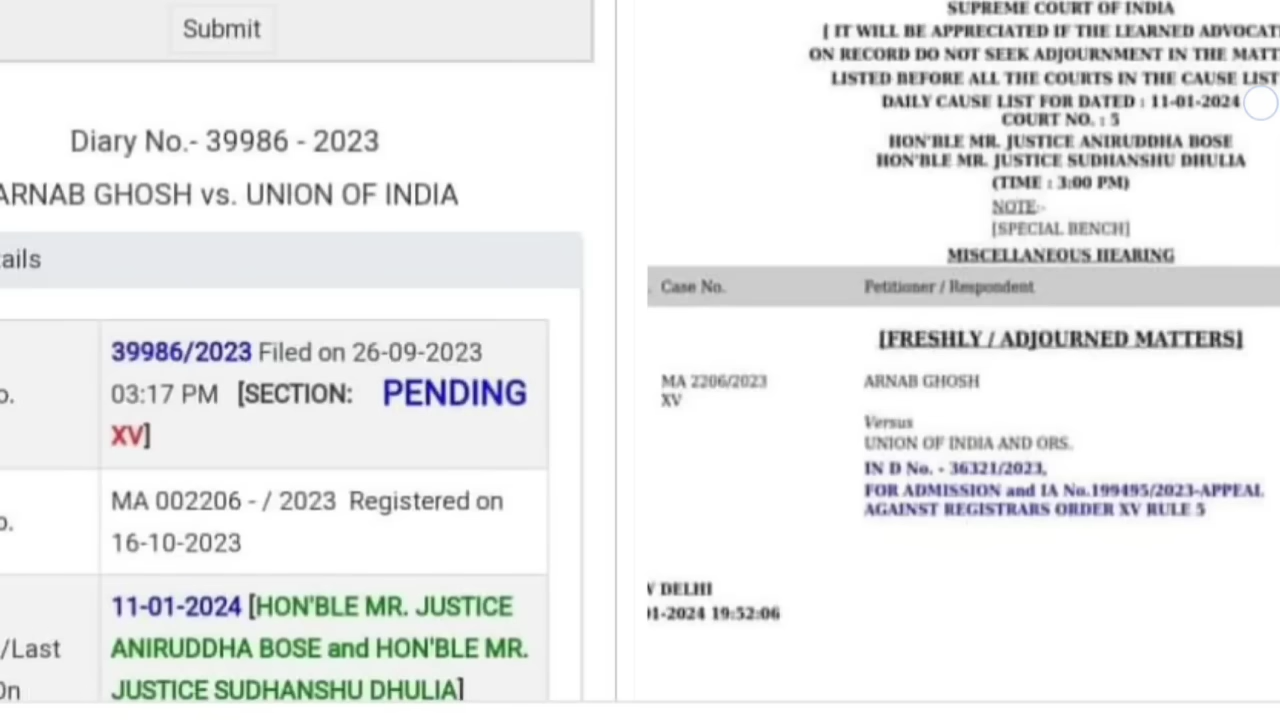 Submit
Diary No.- 39986 - 2023
ARNAB GHOSH vs. UNION OF INDIA
ails
39986/2023 Filed on 26-09-2023
o. 03:17 PM [SECTION: PENDING
XV]
MA 002206 - / 2023 Registered on
o.
16-10-2023
11-01-2024 [HON'BLE MR. JUSTICE
/Last ANIRUDDHA BOSE and HON'BLE MR.
On JUSTICE SUDHANSHU DHULIA]
SUPREME COURT OF INDIA
[ IT WILL BE APPRECIATED IF THE LEARNED ADVOCAT
ON RECORD DO NOT SEEK ADJOURNMENT IN THE MATT
LISTED BEFORE ALL THE COURTS IN THE CAUSE LIST
DAILY CAUSE LIST FOR DATED : 11-01-2024
COURT NO. : 5
HON'BLE MR. JUSTICE ANIRUDDHA BOSE
HON'BLE MR. JUSTICE SUDHANSHU DHULIA
(TIME : 3:00 PM)
NOTE:-
[SPECIAL BENCH]
MISCELLANEOUS HEARING
. Case No. Petitioner / Respondent
[FRESHLY / ADJOURNED MATTERS]
MA 2206/2023 ARNAB GHOSH
XV
Versus
UNION OF INDIA AND ORS.
IN D No. - 36321/2023,
FOR ADMISSION and IA No.199495/2023-APPEAL
AGAINST REGISTRARS ORDER XV RULE 5
DELHI
01-2024 19:52:06